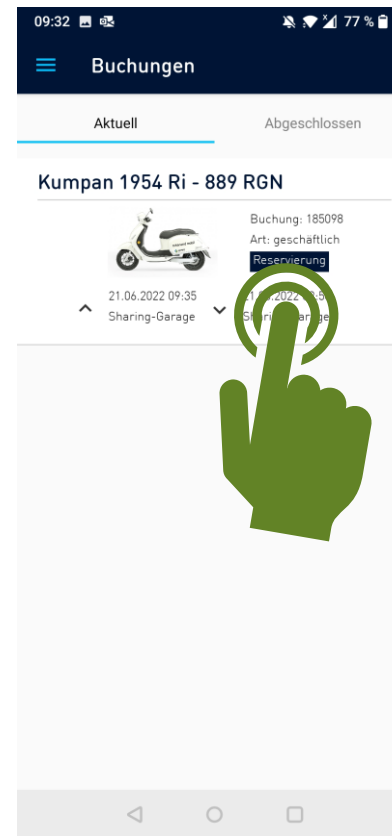 09:32 77 %
Buchungen
Aktuell Abgeschlossen
Kumpan 1954 Ri - 889 RGN
Buchung: 185098
Art: geschäftlich
Reservierung
21.06.2022 09:35
Sharing-Garage